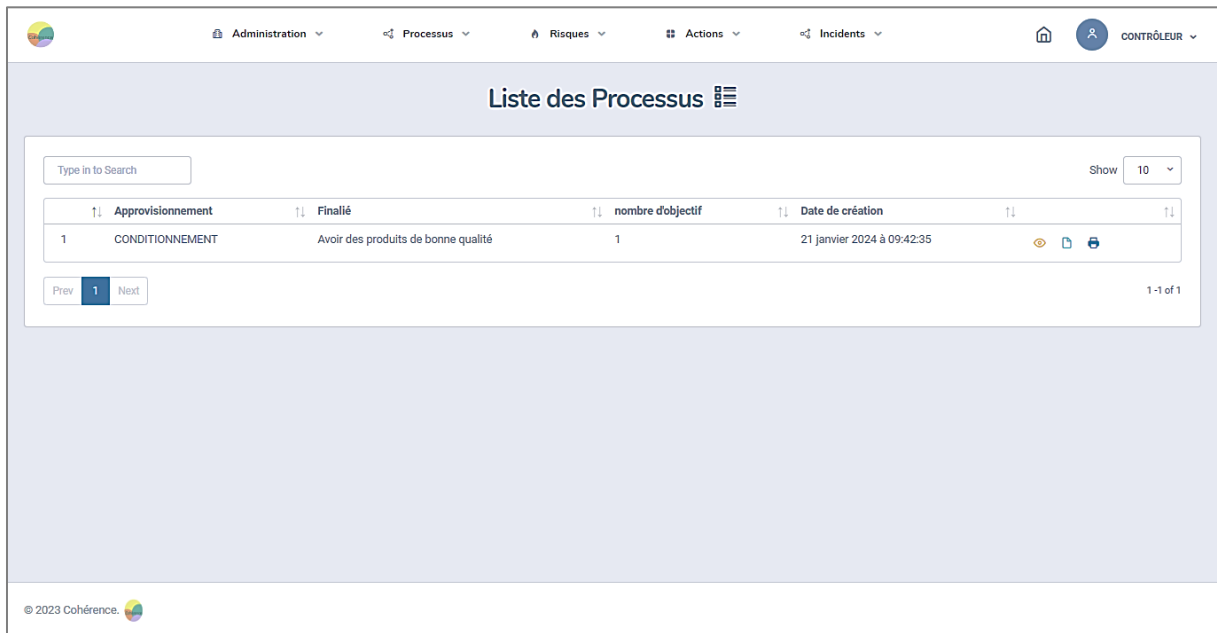 Administration Processus Risques Actions Incidents CONTRÔLEUR
Liste des Processus
Type in to Search Show 10
Approvisionnement Finalié nombre d'objectif Date de création
1 CONDITIONNEMENT Avoir des produits de bonne qualité 1 21 janvier 2024 à 09:42:35
Prev 1 Next 1 -1 of 1
© 2023 Cohérence.